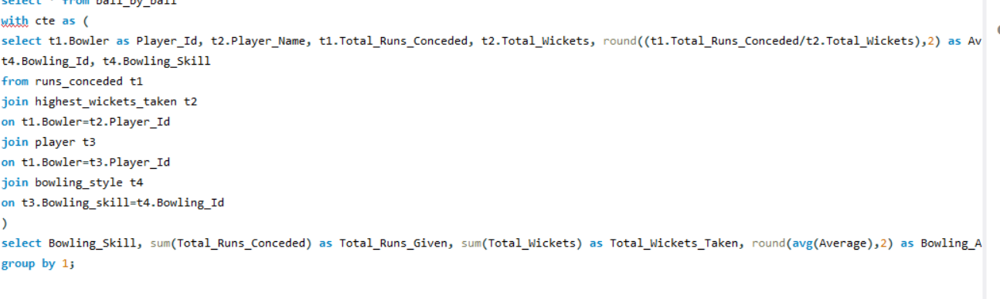 select * from ball_by_ball
with cte as (
select t1.Bowler as Player_Id, t2.Player_Name, t1.Total_Runs_Conceded, t2.Total_Wickets, round((t1.Total_Runs_Conceded/t2.Total_Wickets),2) as Av
t4.Bowling_Id, t4.Bowling_Skill
from runs_conceded t1
join highest_wickets_taken t2
on t1.Bowler=t2.Player_Id
join player t3
on t1.Bowler=t3.Player_Id
join bowling_style t4
on t3.Bowling_skill=t4.Bowling_Id
)
select Bowling_Skill, sum(Total_Runs_Conceded) as Total_Runs_Given, sum(Total_Wickets) as Total_Wickets_Taken, round(avg(Average),2) as Bowling_A
group by 1;